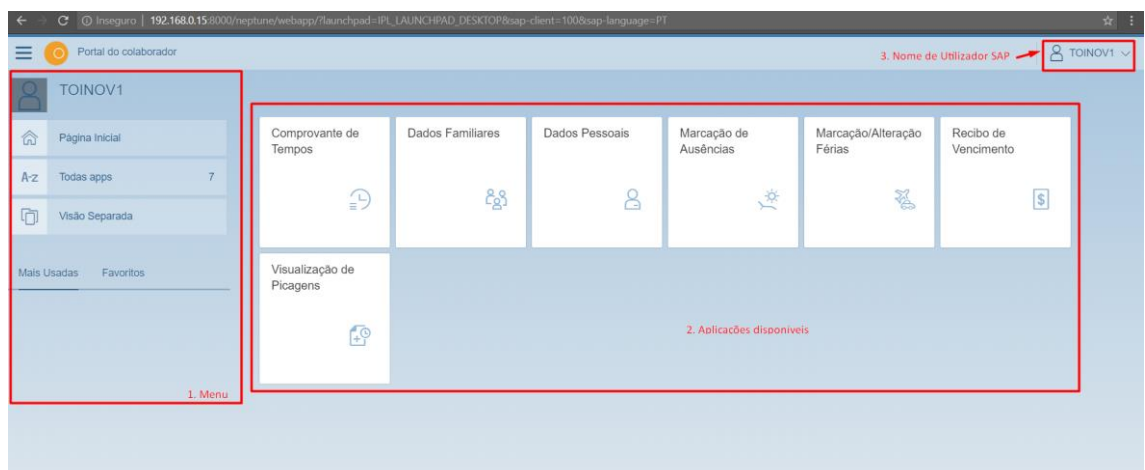 Inseguro | 192.168.0.15:8000/neptune/webapp/?launchpad=IPL_LAUNCHPAD_DESKTOP&sap-client=100&sap-language=PT
Portal do colaborador
3. Nome de Utilizador SAP
TOINOV1
TOINOV1
Página Inicial
A-z Todas apps 7
Visão Separada
Mais Usadas Favoritos
1. Menu
Comprovante de
Tempos
Dados Familiares
Dados Pessoais
Marcação de
Ausências
Marcação/Alteração
Férias
Recibo de
Vencimento
$
Visualização de
Picagens
2. Aplicações disponiveis